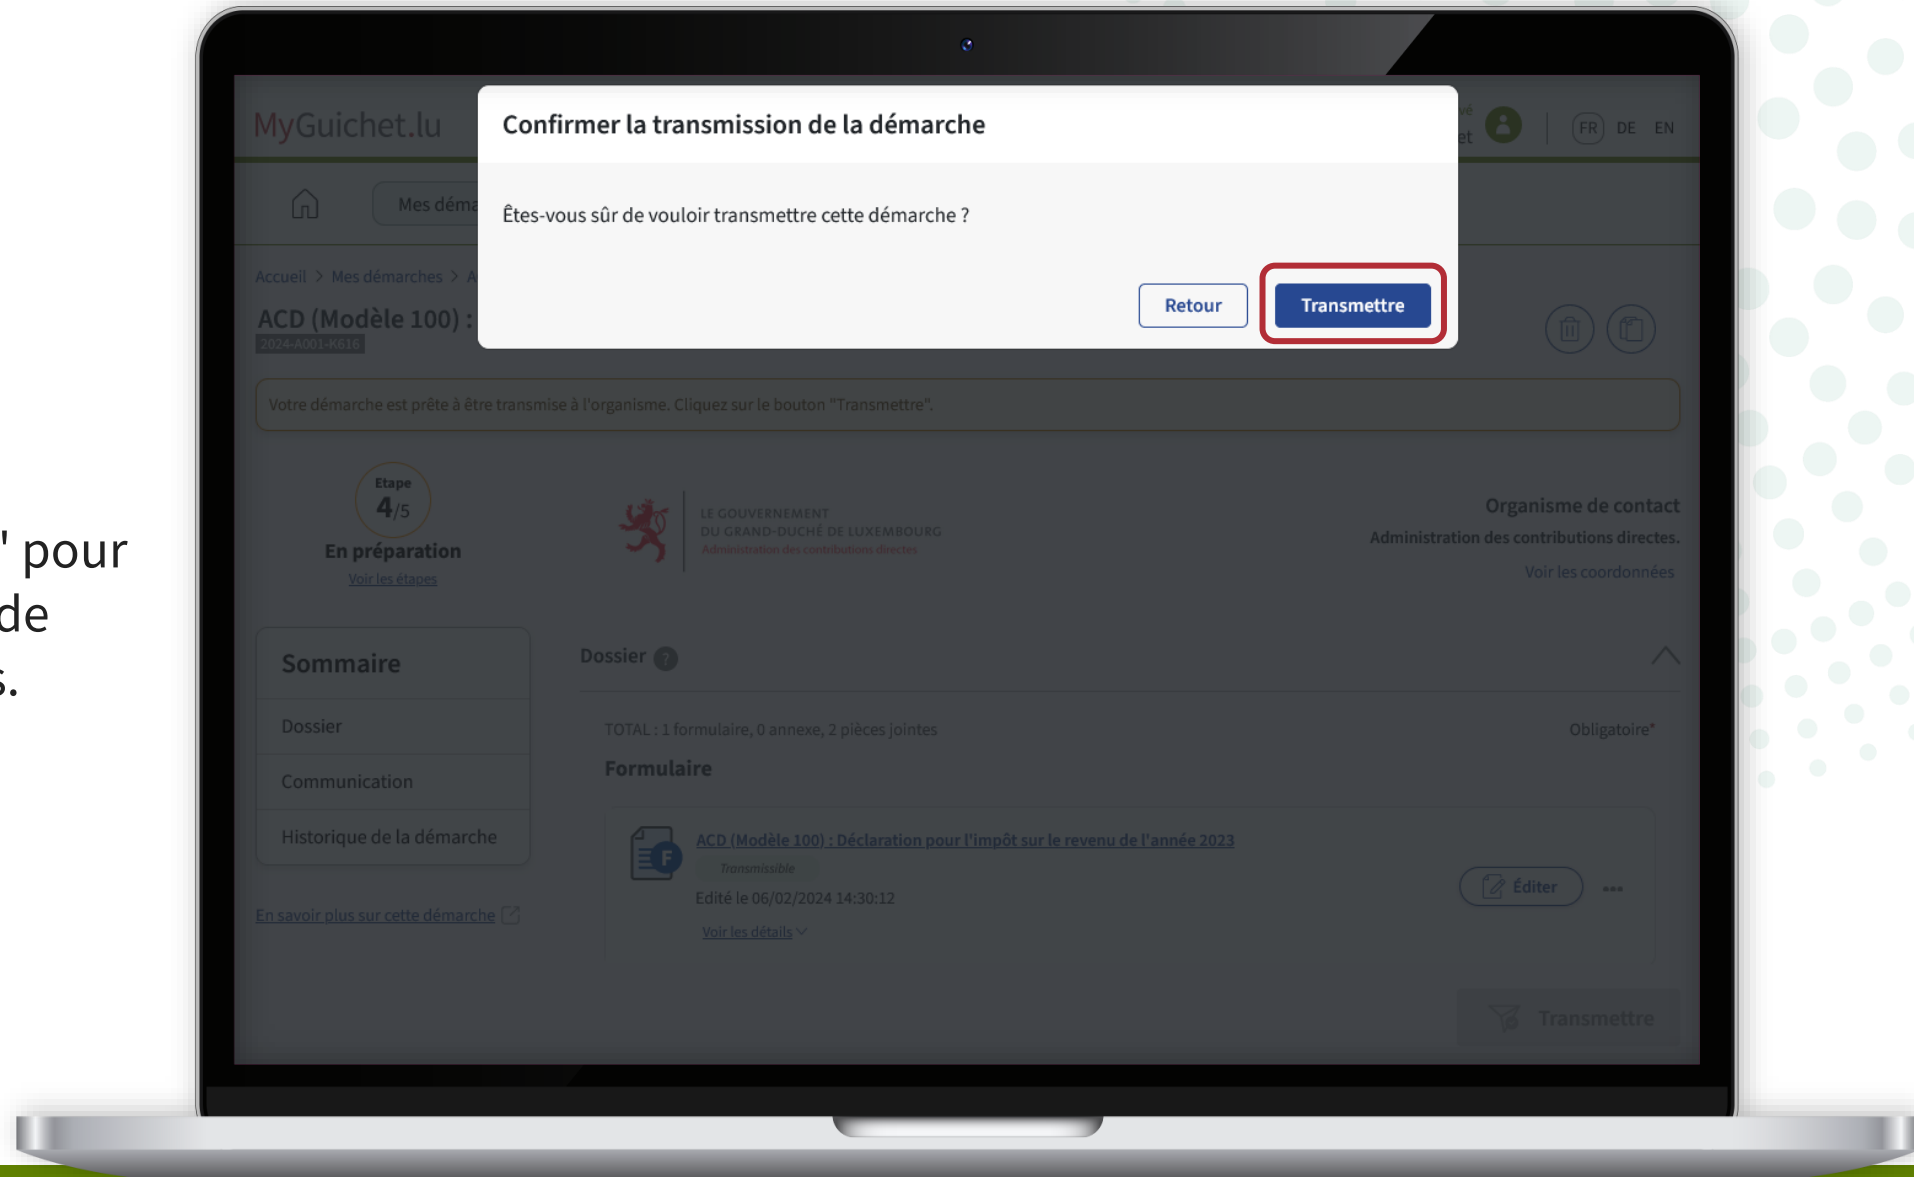 " pour
de
s.
MyGuichet.lu
Confirmer la transmission de la démarche
vé
et
FR DE EN
Mes déma
Êtes-vous sûr de vouloir transmettre cette démarche ?
Accueil > Mes démarches > A
Retour
Transmettre
ACD (Modèle 100) :
2024-A001-K616
Votre démarche est prête à être transmise à l'organisme. Cliquez sur le bouton "Transmettre".
Etape
4/5
En préparation
Voir les étapes
LE GOUVERNEMENT
DU GRAND-DUCHÉ DE LUXEMBOURG
Administration des contributions directes
Organisme de contact
Administration des contributions directes.
Voir les coordonnées
Sommaire
Dossier
Communication
Historique de la démarche
En savoir plus sur cette démarche
Dossier ?
TOTAL : 1 formulaire, 0 annexe, 2 pièces jointes
Obligatoire*
Formulaire
F
ACD (Modèle 100) : Déclaration pour l'impôt sur le revenu de l'année 2023
Transmissible
Edité le 06/02/2024 14:30:12
Voir les détails
Éditer
Transmettre